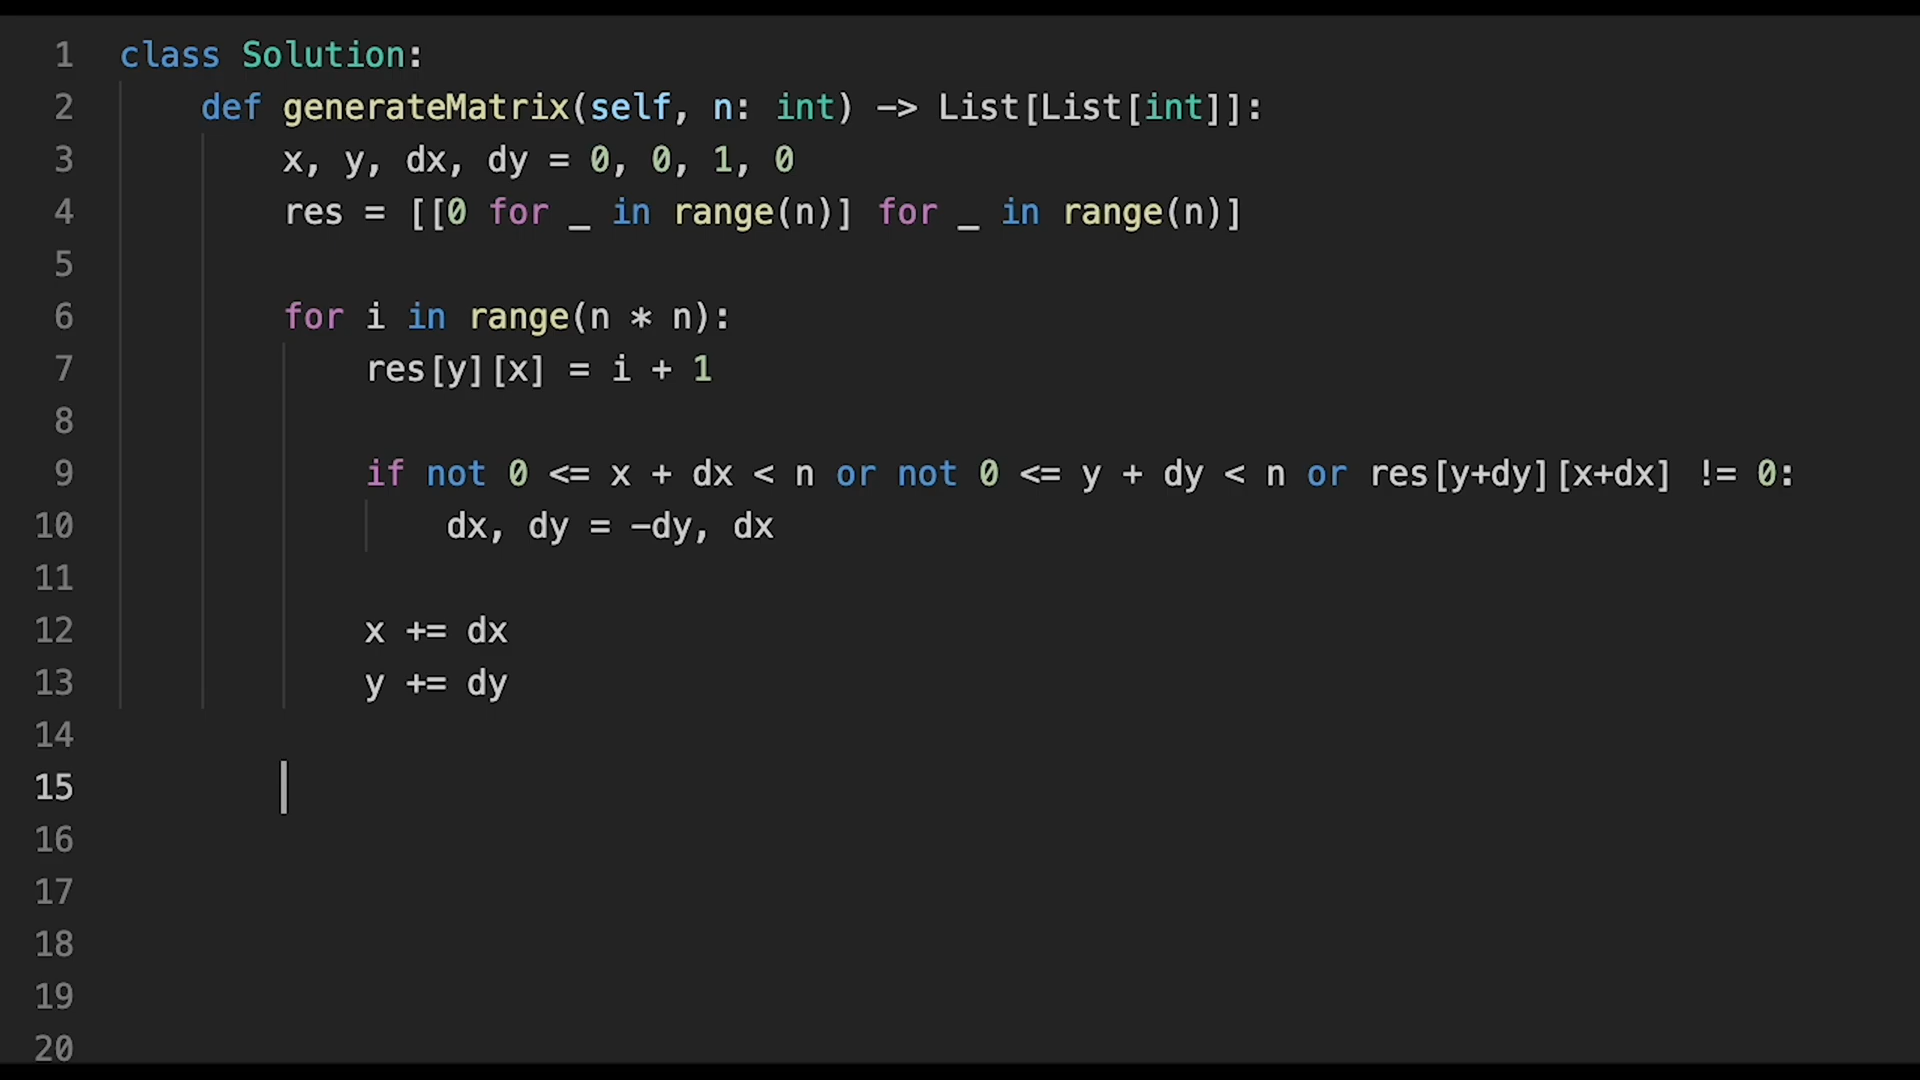 1 class Solution:
2     def generateMatrix(self, n: int) -> List[List[int]]:
3         x, y, dx, dy = 0, 0, 1, 0
4         res = [[0 for _ in range(n)] for _ in range(n)]
5
6         for i in range(n * n):
7             res[y][x] = i + 1
8
9             if not 0 <= x + dx < n or not 0 <= y + dy < n or res[y+dy][x+dx] != 0:
10                 dx, dy = -dy, dx
11
12             x += dx
13             y += dy
14
15
16
17
18
19
20